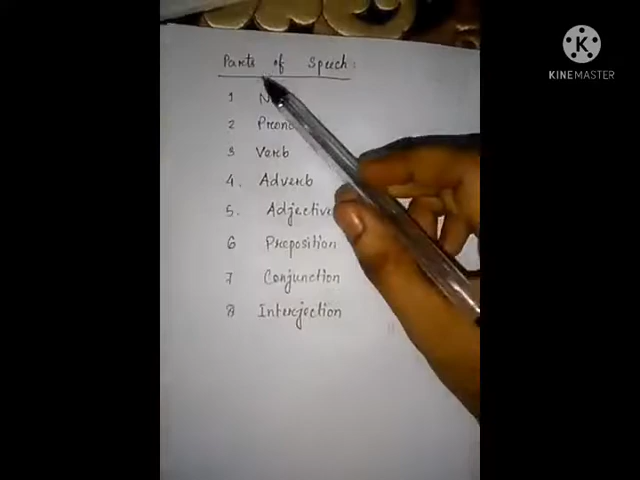 Parts of Speech:
1
2
3 Verb
4. Adverb
5. Adjective
6 Preposition
7 Conjunction
8 Interjection
KINEMASTER